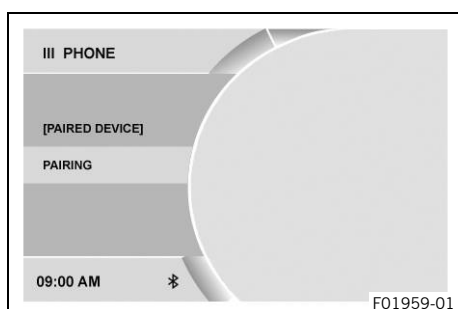 III PHONE
[PAIRED DEVICE]
PAIRING
09:00 AM
F01959-01